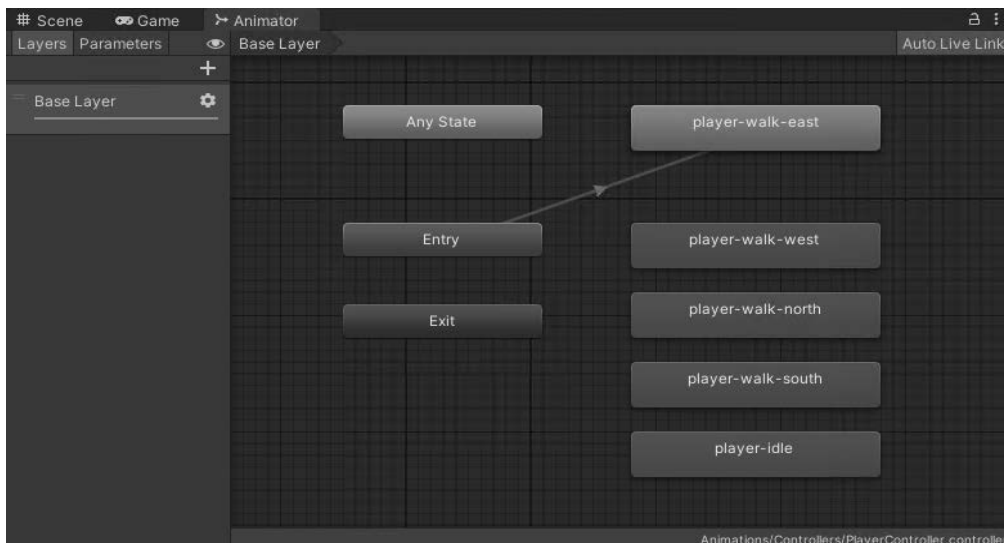 Scene Game Animator
Layers Parameters Base Layer Auto Live Link
Base Layer
Any State player-walk-east
Entry player-walk-west
Exit player-walk-north
player-walk-south
player-idle
Animations/Controllers/PlayerController.controlle